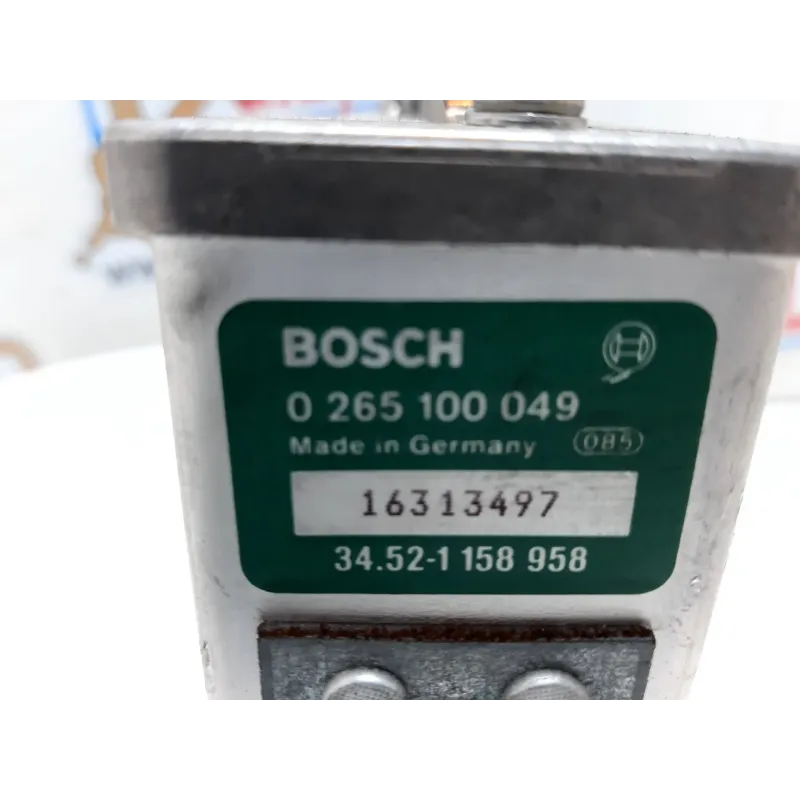 BOSCH
0 265 100 049
Made in Germany 085
16313497
34.52-1 158 958